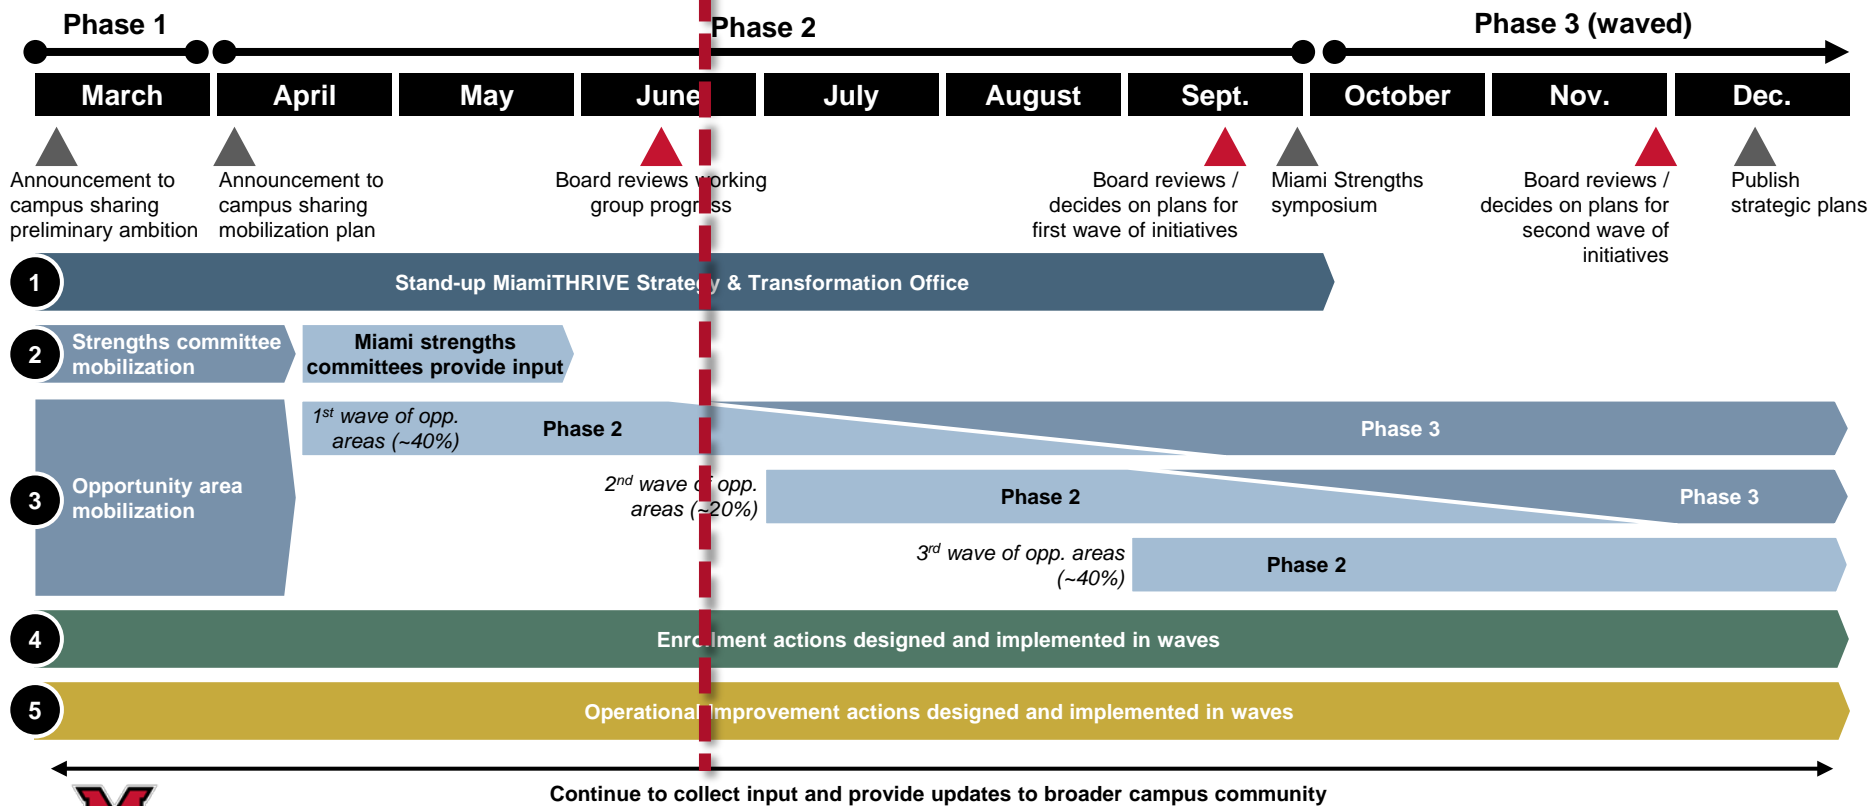 Phase 1
Phase 2
Phase 3 (waved)
March
April
May
June
July
August
Sept.
October
Nov.
Dec.
Announcement to
campus sharing
preliminary ambition
Announcement to
campus sharing
mobilization plan
Board reviews working
group progress
Board reviews /
decides on plans for
first wave of initiatives
Miami Strengths
symposium
Board reviews /
decides on plans for
second wave of
initiatives
Publish
strategic plans
1
Stand-up MiamiTHRIVE Strategy & Transformation Office
2
Strengths committee
mobilization
Miami strengths
committees provide input
3
Opportunity area
mobilization
1st wave of opp.
areas (~40%)
Phase 2
Phase 3
2nd wave of opp.
areas (~20%)
Phase 2
Phase 3
3rd wave of opp. areas
(~40%)
Phase 2
4
Enrollment actions designed and implemented in waves
5
Operational Improvement actions designed and implemented in waves
Continue to collect input and provide updates to broader campus community